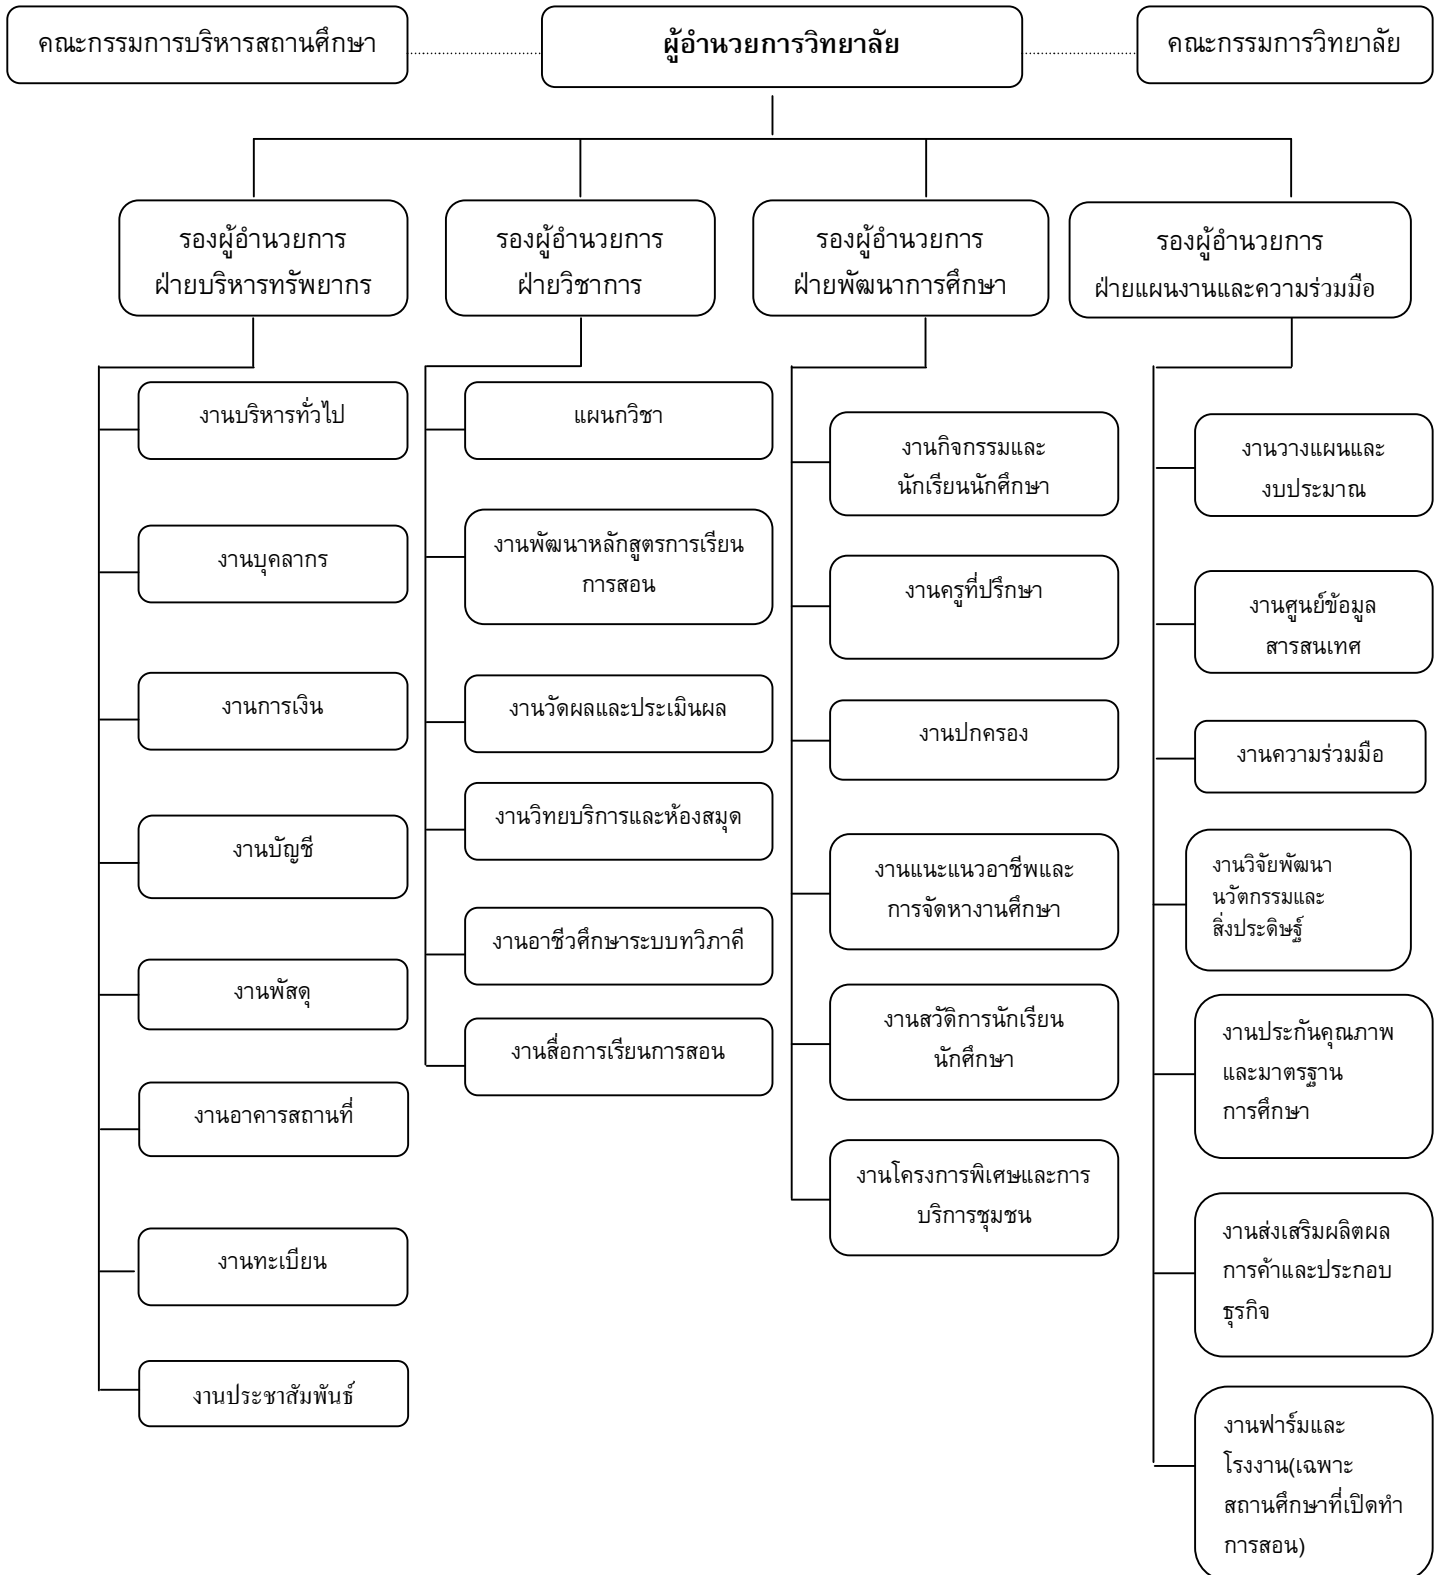 คณะกรรมการบริหารสถานศึกษา
ผู้อำนวยการวิทยาลัย
คณะกรรมการวิทยาลัย
รองผู้อำนวยการ
ฝ่ายบริหารทรัพยากร
รองผู้อำนวยการ
ฝ่ายวิชาการ
รองผู้อำนวยการ
ฝ่ายพัฒนาการศึกษา
รองผู้อำนวยการ
ฝ่ายแผนงานและความร่วมมือ
งานบริหารทั่วไป
งานบุคลากร
งานการเงิน
งานบัญชี
งานพัสดุ
งานอาคารสถานที่
งานทะเบียน
งานประชาสัมพันธ์
แผนกวิชา
งานพัฒนาหลักสูตรการเรียน
การสอน
งานวัดผลและประเมินผล
งานวิทยบริการและห้องสมุด
งานอาชีวศึกษาระบบทวิภาคี
งานสื่อการเรียนการสอน
งานกิจกรรมและ
นักเรียนนักศึกษา
งานครูที่ปรึกษา
งานปกครอง
งานแนะแนวอาชีพและ
การจัดหางานศึกษา
งานสวัดิการนักเรียน
นักศึกษา
งานโครงการพิเศษและการ
บริการชุมชน
งานวางแผนและ
งบประมาณ
งานศูนย์ข้อมูล
สารสนเทศ
งานความร่วมมือ
งานวิจัยพัฒนา
นวัตกรรมและ
สิ่งประดิษฐ์
งานประกันคุณภาพ
และมาตรฐาน
การศึกษา
งานส่งเสริมผลิตผล
การค้าและประกอบ
ธุรกิจ
งานฟาร์มและ
โรงงาน(เฉพาะ
สถานศึกษาที่เปิดทำ
การสอน)